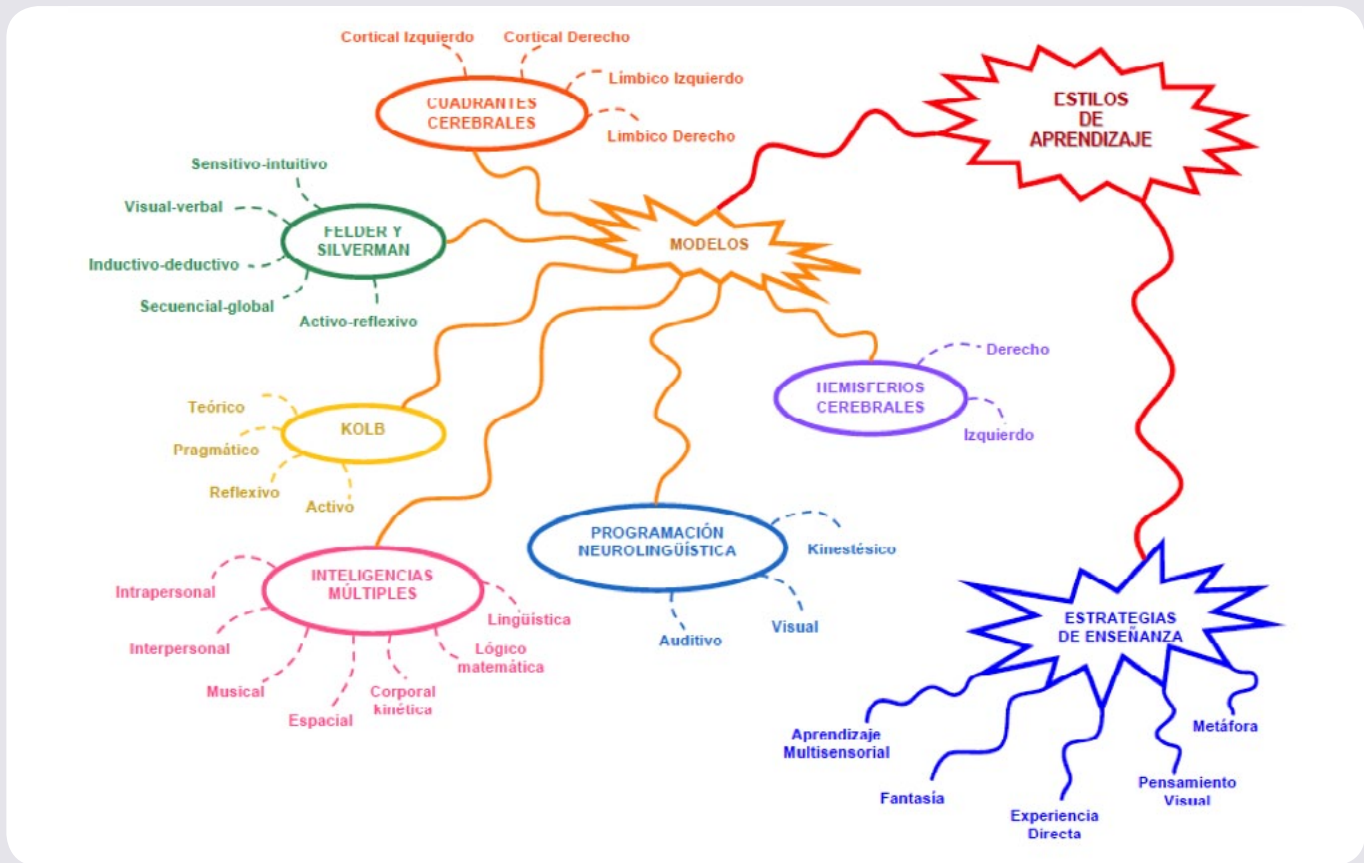 ESTILOS
DE
APRENDIZAJE
MODELOS
Cortical Izquierdo
Cortical Derecho
Límbico Izquierdo
Limbico Derecho
CUADRANTES
CEREBRALES
Sensitivo-intuitivo
Visual-verbal
Inductivo-deductivo
Secuencial-global
Activo-reflexivo
FELDER Y
SILVERMAN
Teórico
Pragmático
Reflexivo
Activo
KOLB
Intrapersonal
Interpersonal
Musical
Espacial
Corporal
kinética
Lógico
matemática
Lingüística
INTELIGENCIAS
MÚLTIPLES
PROGRAMACIÓN
NEUROLINGÜÍSTICA
Kinestésico
Visual
Auditivo
HEMISFERIOS
CEREBRALES
Derecho
Izquierdo
ESTRATEGIAS
DE ENSEÑANZA
Aprendizaje
Multisensorial
Fantasía
Experiencia
Directa
Pensamiento
Visual
Metáfora